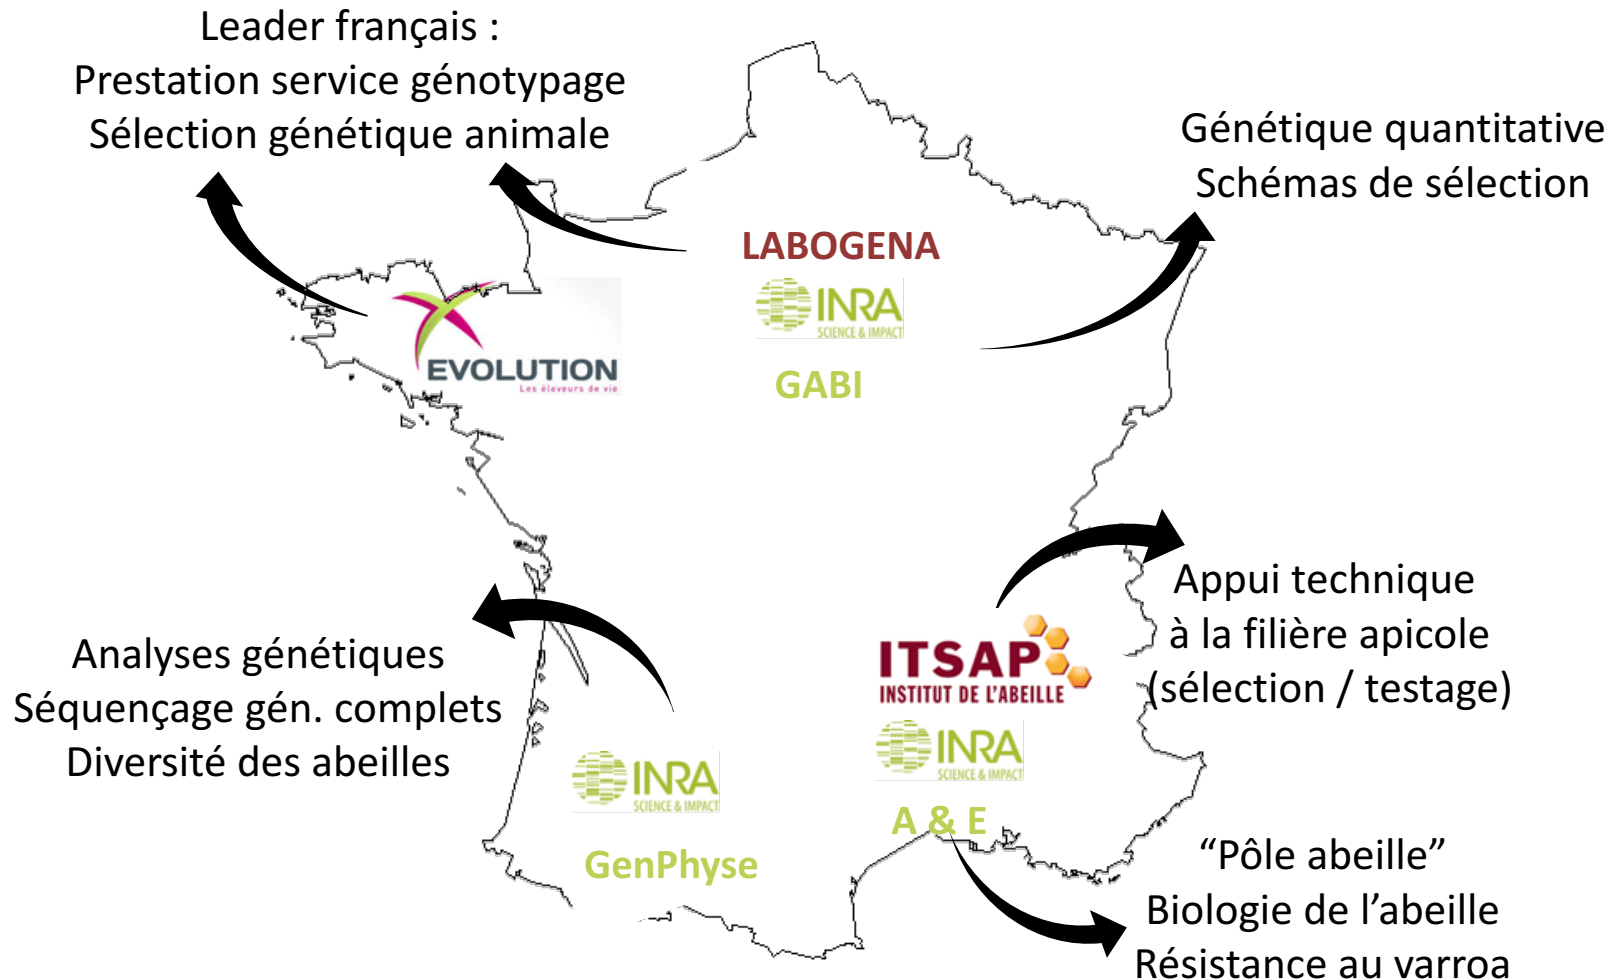 Leader français :
Prestation service génotypage
Sélection génétique animale
Génétique quantitative
Schémas de sélection
LABOGENA
INRA
SCIENCE & IMPACT
GABI
EVOLUTION
Les éleveurs de vie
Appui technique
à la filière apicole
(sélection / testage)
ITSAP
INSTITUT DE L'ABEILLE
Analyses génétiques
Séquençage gén. complets
Diversité des abeilles
INRA
SCIENCE & IMPACT
GenPhyse
INRA
SCIENCE & IMPACT
A & E
“Pôle abeille”
Biologie de l’abeille
Résistance au varroa